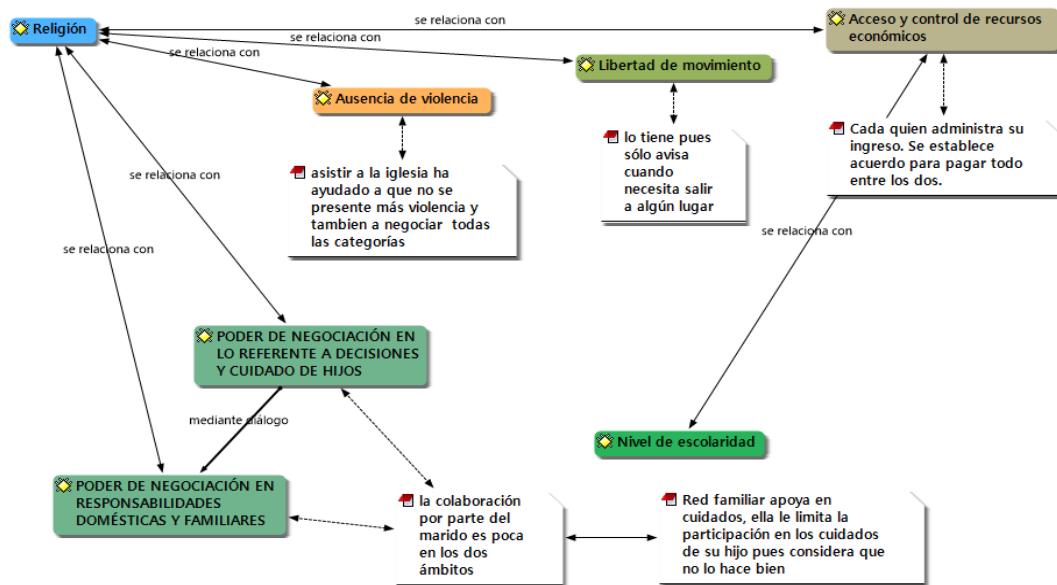 Religión
se relaciona con
Acceso y control de recursos
económicos
se relaciona con
se relaciona con
Libertad de movimiento
Ausencia de violencia
lo tiene pues
sólo avisa
cuando
necesita salir
a algún lugar
Cada quien administra su
ingreso. Se establece
acuerdo para pagar todo
entre los dos.
se relaciona con
asistir a la iglesia ha
ayudado a que no se
presente más violencia y
tambien a negociar todas
las categorías
se relaciona con
se relaciona con
PODER DE NEGOCIACIÓN EN
LO REFERENTE A DECISIONES
Y CUIDADO DE HIJOS
mediante diálogo
Nivel de escolaridad
PODER DE NEGOCIACIÓN EN
RESPONSABILIDADES
DOMÉSTICAS Y FAMILIARES
la colaboración
por parte del
marido es poca
en los dos
ámbitos
Red familiar apoya en
cuidados, ella le limita la
participación en los cuidados
de su hijo pues considera que
no lo hace bien